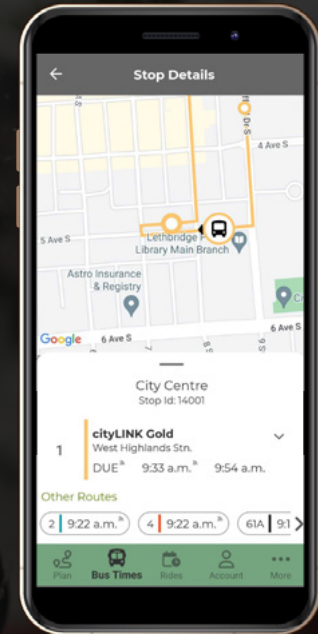 Stop Details
4 Ave S
5 Ave S
Lethbridge P
Library Main Branch
Astro Insurance
& Registry
Google
6 Ave S
6 Ave S
City Centre
Stop Id: 14001
1
cityLINK Gold
West Highlands Stn.
DUE 9:33 a.m. 9:54 a.m.
Other Routes
2 9:22 a.m. 4 9:22 a.m. 61A 9:1
Plan Bus Times Rides Account More